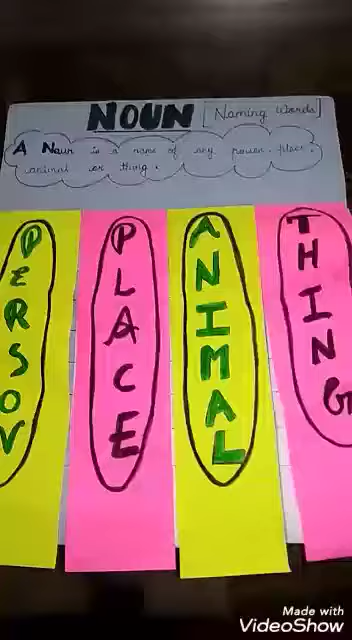 NOUN [Naming Words]
A Noun is a name of any person, place,
animal or thing.
PERSON
PLACE
ANIMAL
THING
Made with
VideoShow